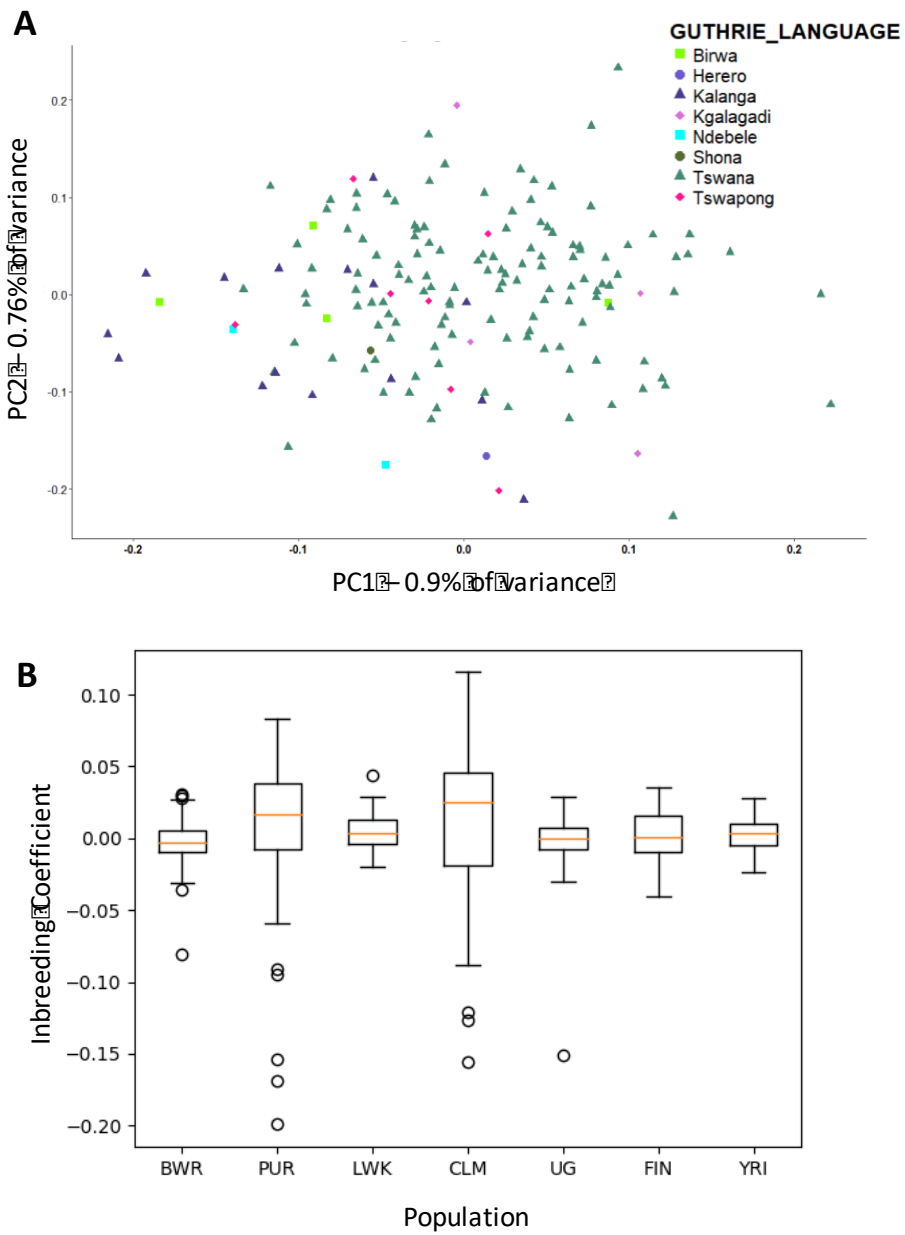 A
GUTHRIE_LANGUAGE
Birwa
Herero
Kalanga
Kgalagadi
Ndebele
Shona
Tswana
Tswapong
0.2
0.1
0.0
-0.1
-0.2
PC2 – 0.76% of variance
-0.2 -0.1 0.0 0.1 0.2
PC1 – 0.9% of variance
B
0.10
0.05
0.00
−0.05
−0.10
−0.15
−0.20
Inbreeding Coefficient
BWR PUR LWK CLM UG FIN YRI
Population